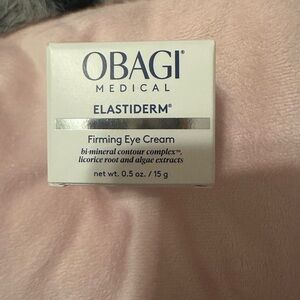 OBAGI®
MEDICAL
ELASTIDERM®
Firming Eye Cream
bi-mineral contour complex™,
licorice root and algae extracts
net wt. 0.5 oz. / 15 g